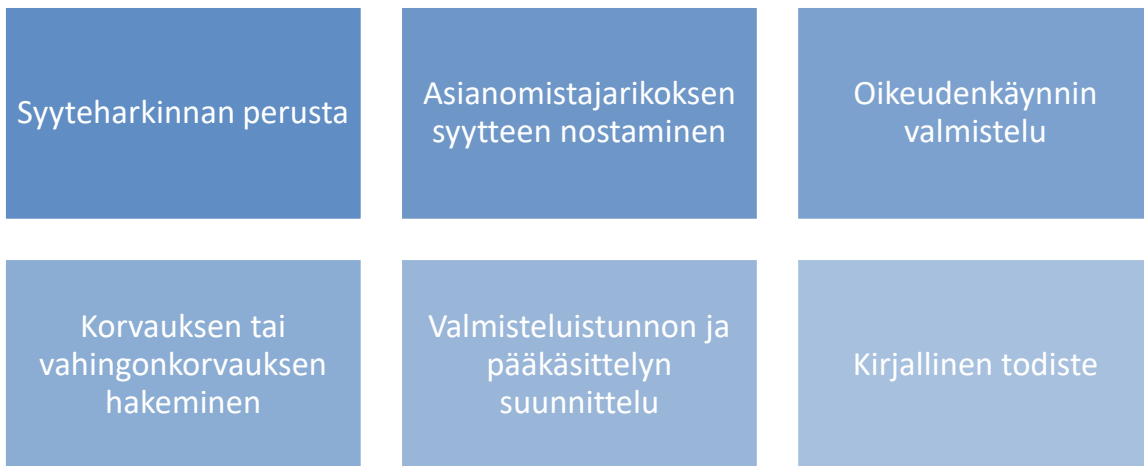 Syyteharkinnan perusta
Asianomistajarikoksen
syytteen nostaminen
Oikeudenkäynnin
valmistelu
Korvauksen tai
vahingonkorvauksen
hakeminen
Valmisteluistunnon ja
pääkäsittelyn
suunnittelu
Kirjallinen todiste